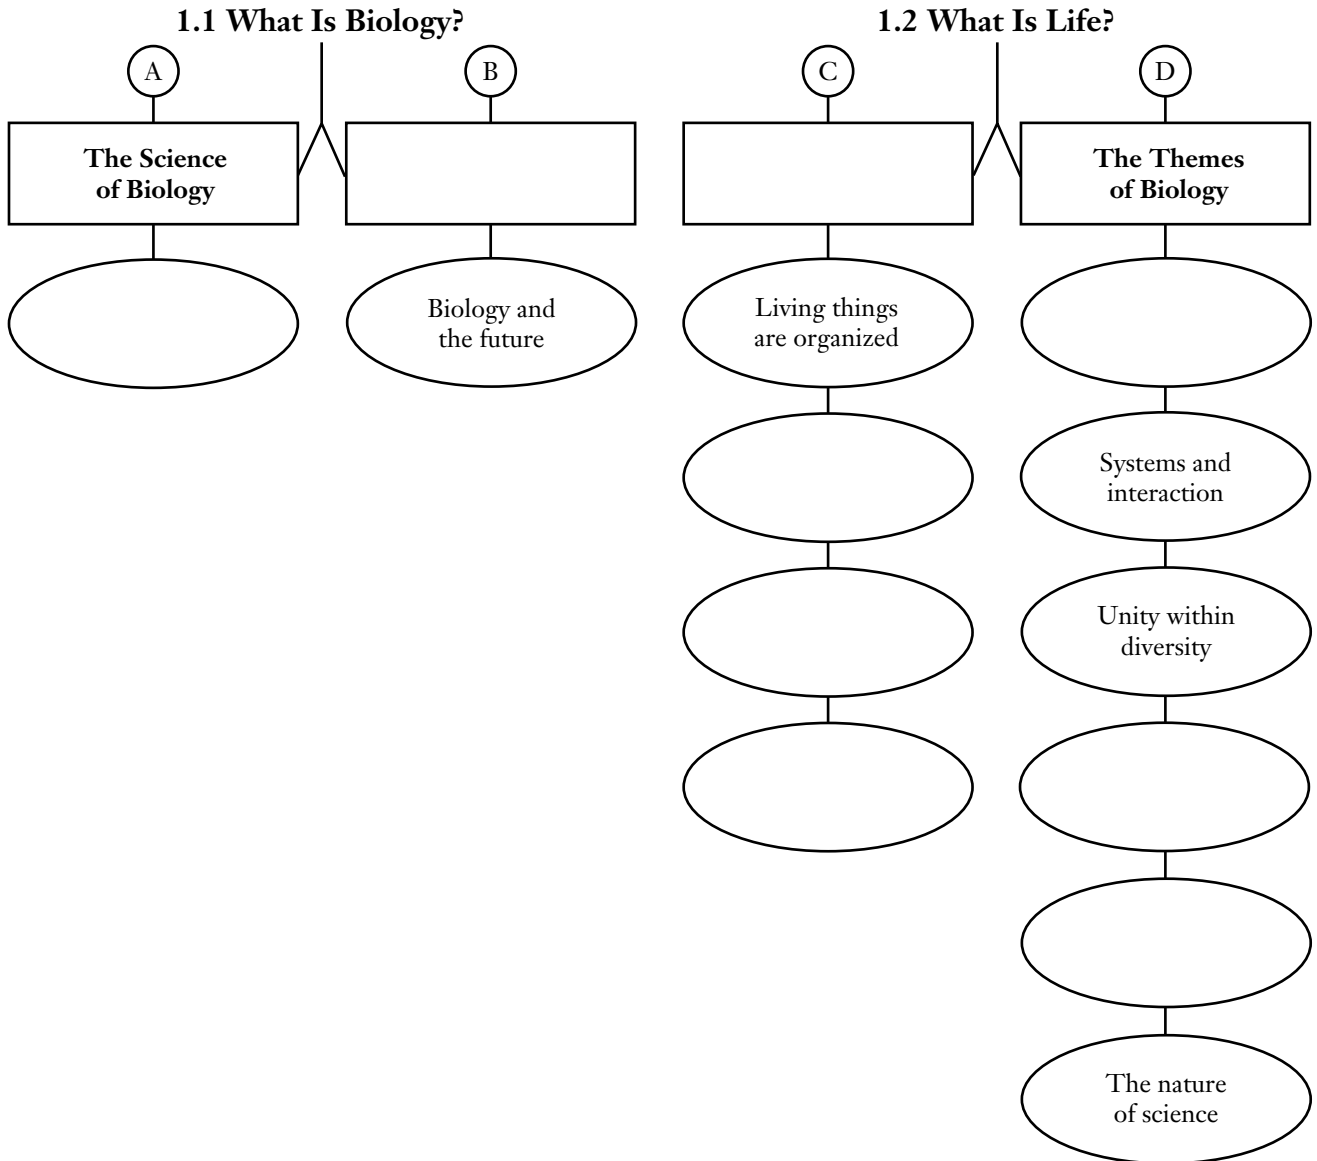 1.1 What Is Biology?
1.2 What Is Life?
A
B
C
D
The Science
of Biology
The Themes
of Biology
Biology and
the future
Living things
are organized
Systems and
interaction
Unity within
diversity
The nature
of science